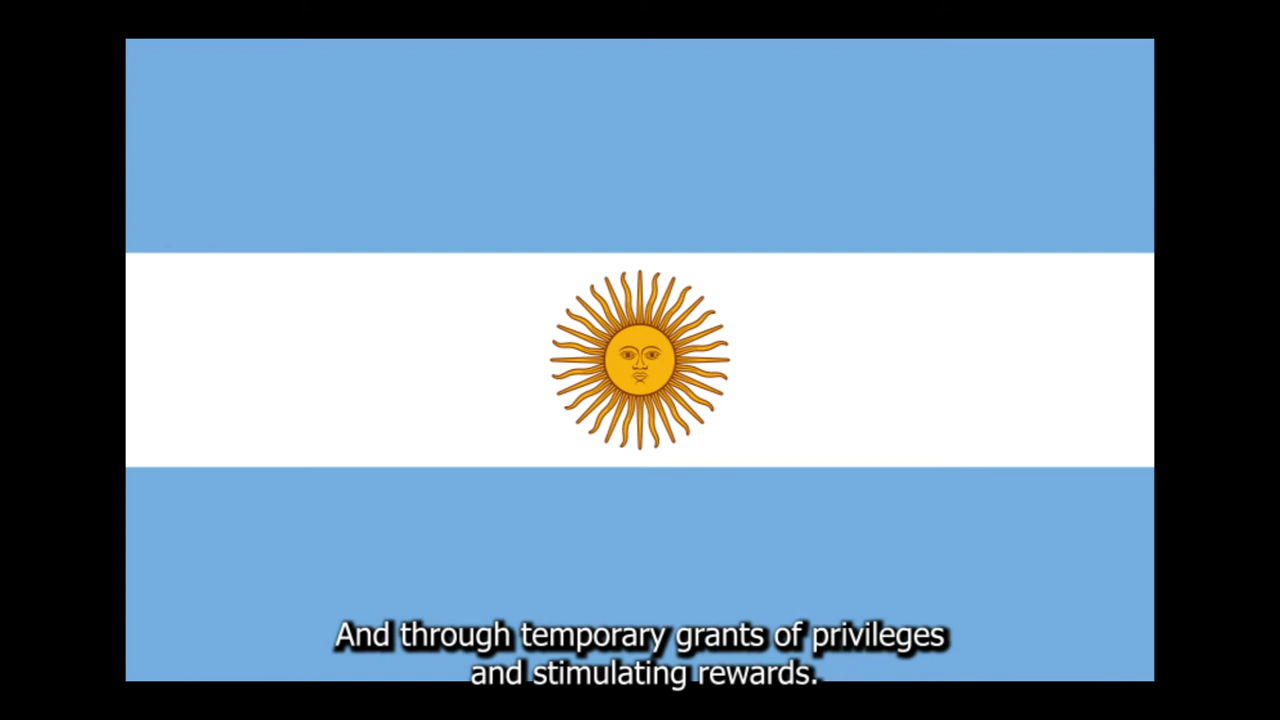 And through temporary grants of privileges
and stimulating rewards.